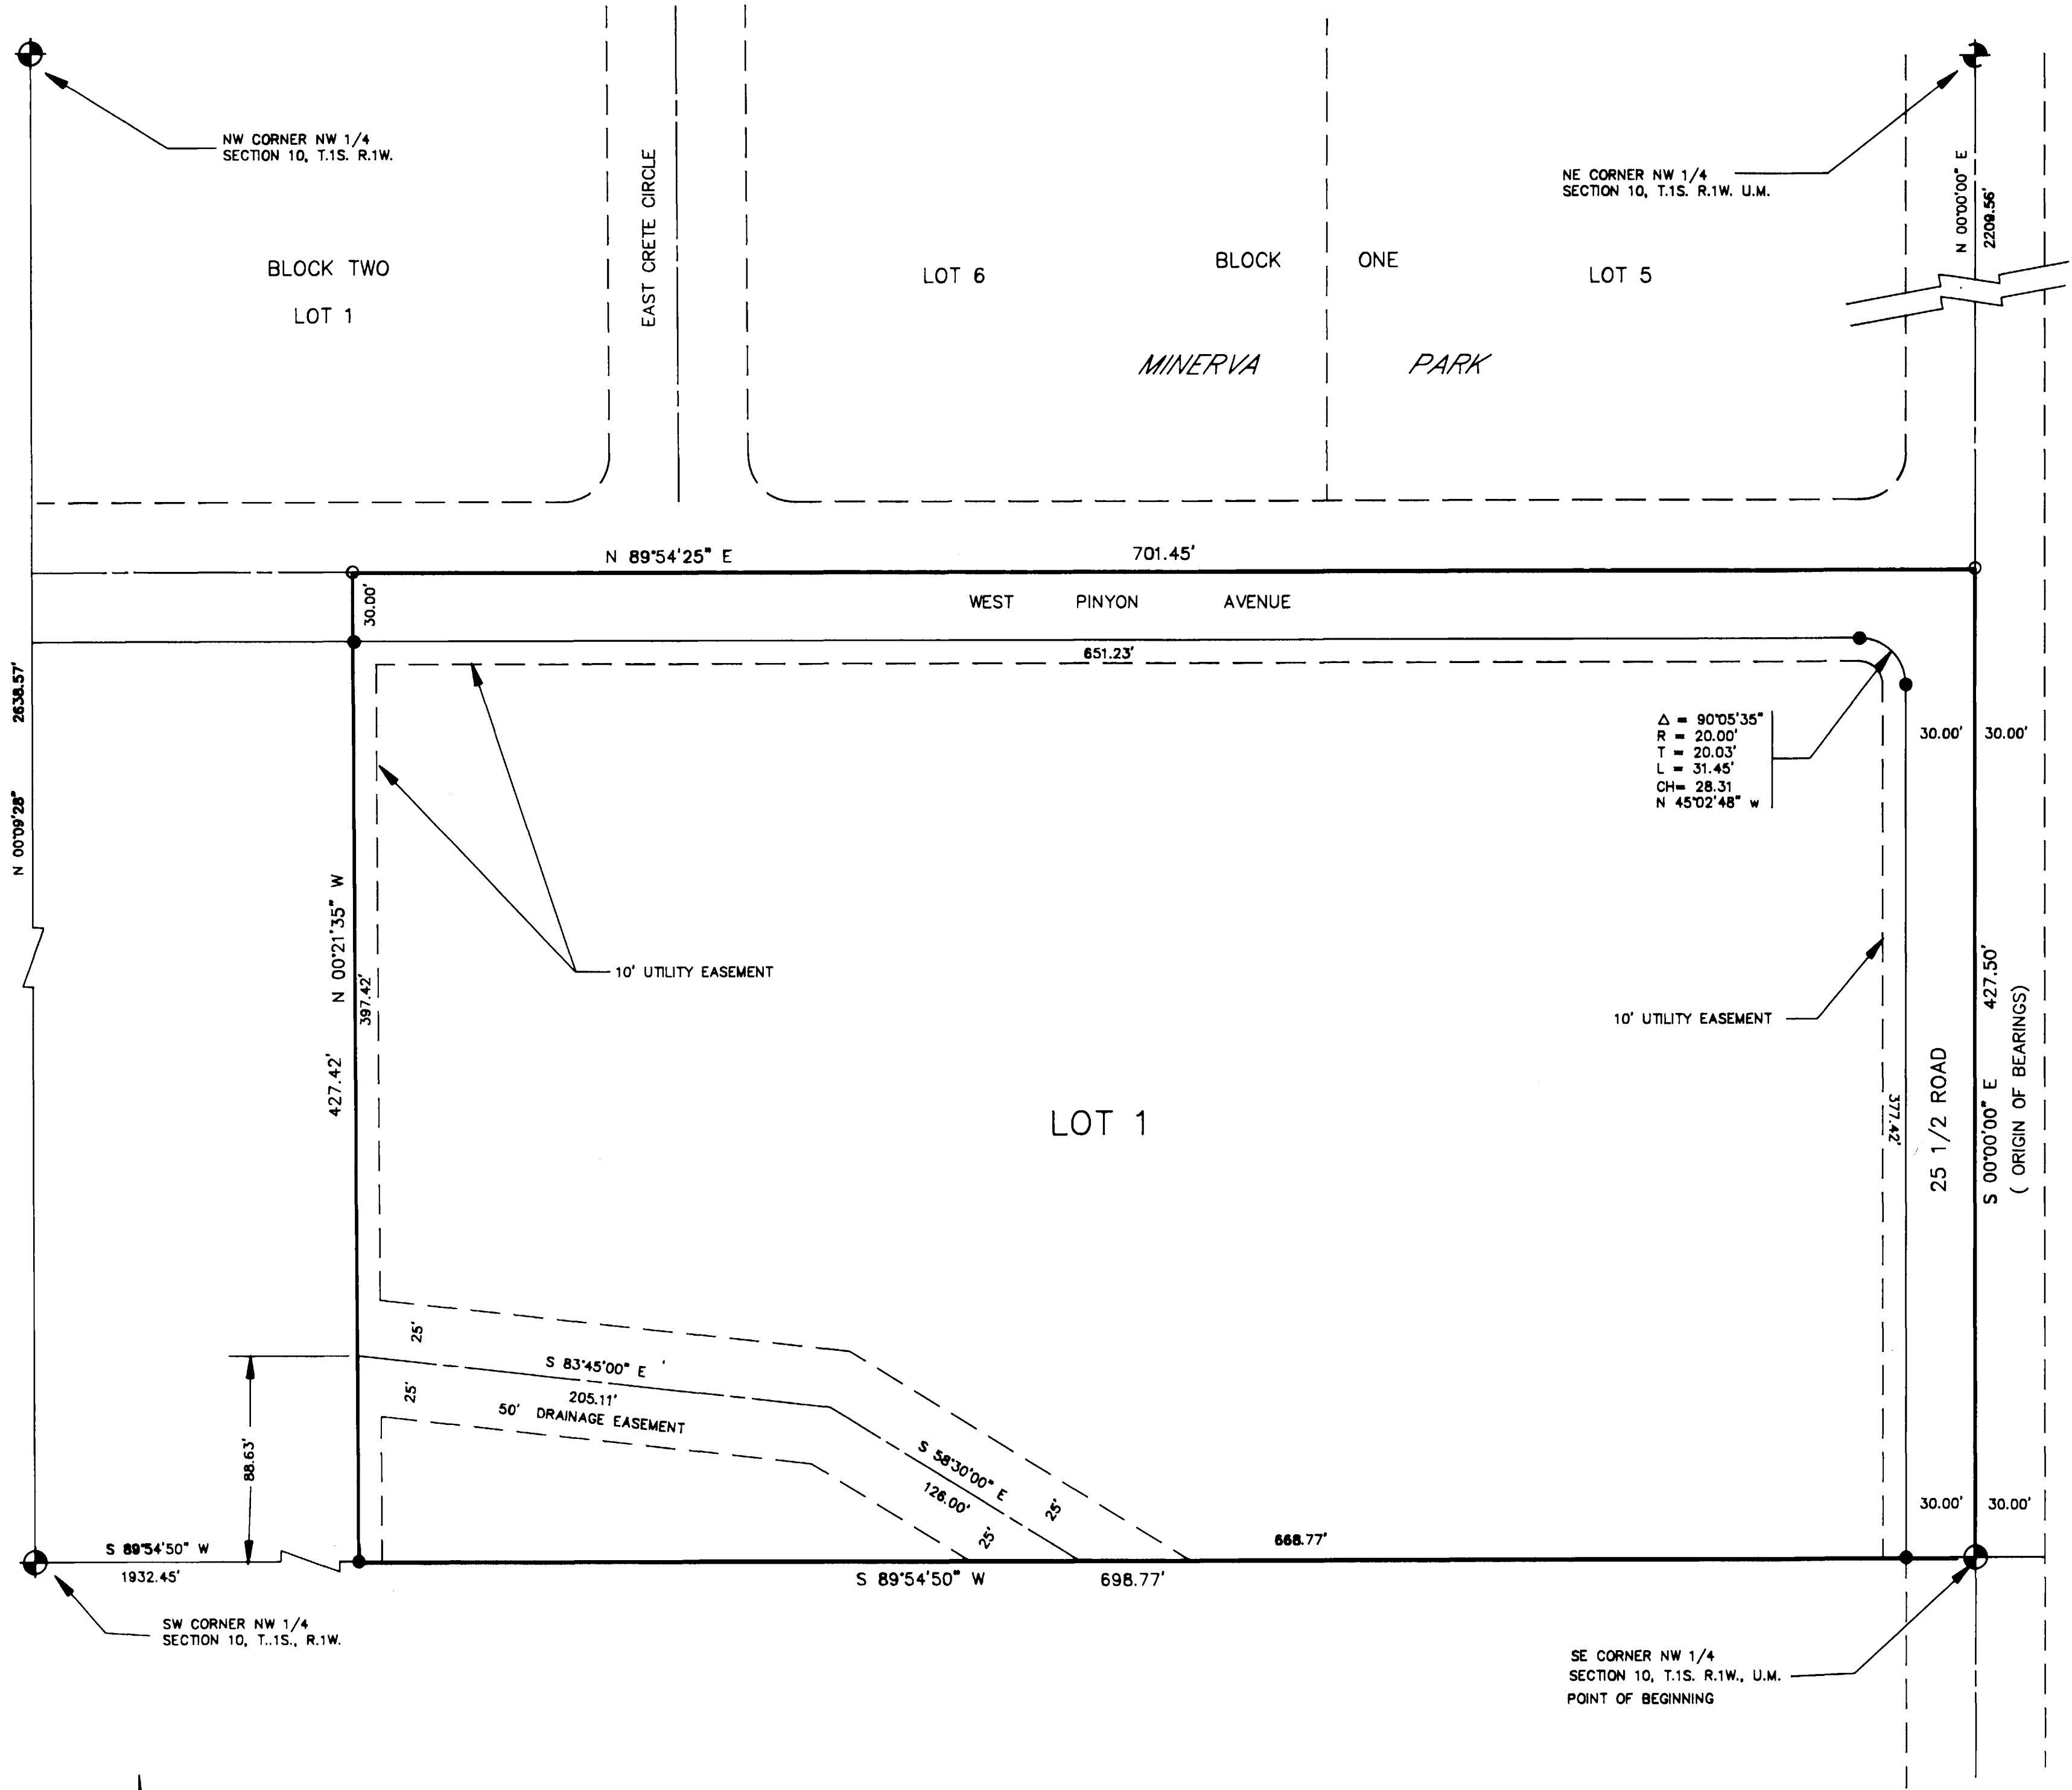 NW CORNER NW 1/4
SECTION 10, T.1S. R.1W.
NE CORNER NW 1/4
SECTION 10, T.1S. R.1W. U.M.
N 00°00'00" E
2209.56'
EAST CRETE CIRCLE
BLOCK TWO
LOT 1
LOT 6
BLOCK ONE
LOT 5
MINERVA PARK
N 89°54'25" E 701.45'
30.00'
WEST PINYON AVENUE
651.23'
N 00°09'28" 2638.57'
Δ = 90°05'35"
R = 20.00'
T = 20.03'
L = 31.45'
CH= 28.31
N 45°02'48" W
30.00' 30.00'
N 00°21'35" W
427.42'
397.42'
10' UTILITY EASEMENT
10' UTILITY EASEMENT
LOT 1
377.42'
25 1/2 ROAD
S 00°00'00" E 427.50'
( ORIGIN OF BEARINGS)
25'
S 83°45'00" E '
25'
205.11'
50' DRAINAGE EASEMENT
88.63'
S 58°30'00" E
126.00'
25'
25'
30.00' 30.00'
668.77'
S 89°54'50" W
1932.45'
S 89°54'50" W 698.77'
SW CORNER NW 1/4
SECTION 10, T..1S., R.1W.
SE CORNER NW 1/4
SECTION 10, T.1S. R.1W., U.M.
POINT OF BEGINNING